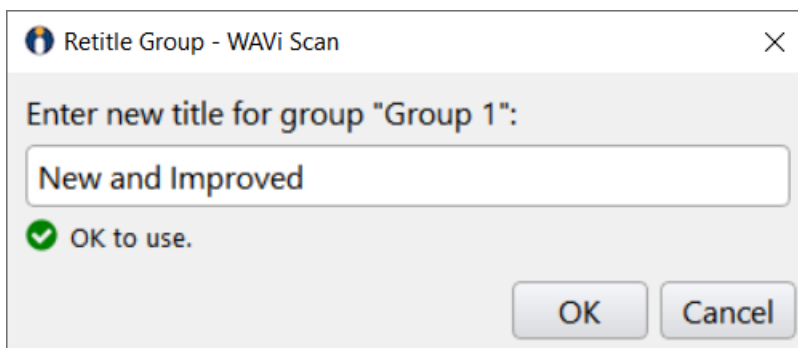 Retitle Group - WAVi Scan
Enter new title for group "Group 1":
New and Improved
OK to use.
OK Cancel